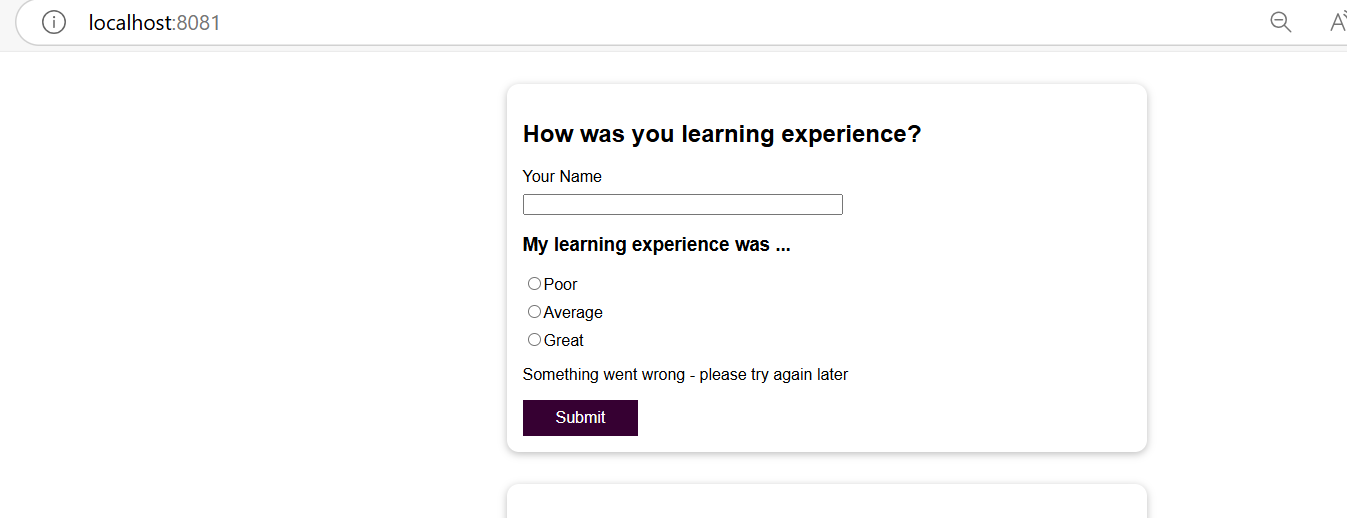 localhost:8081
How was you learning experience?
Your Name
My learning experience was ...
Poor
Average
Great
Something went wrong - please try again later
Submit